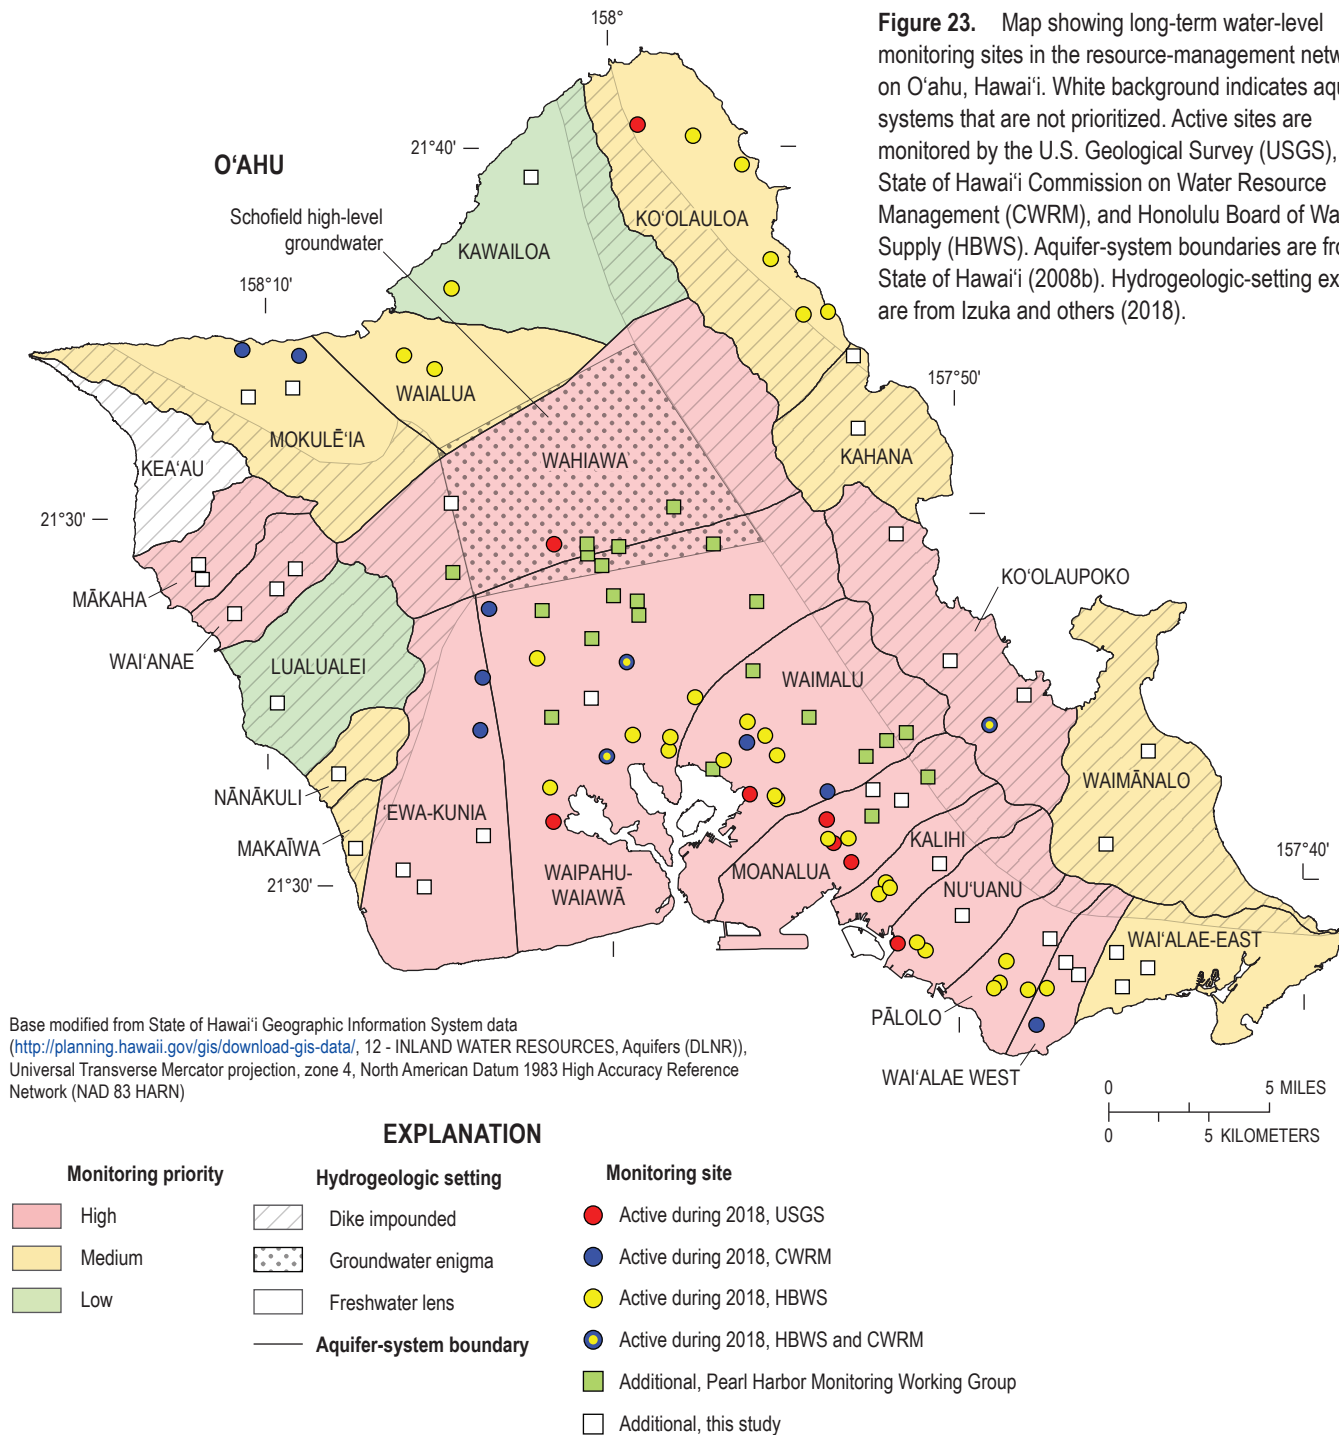 Figure 23. Map showing long-term water-level
monitoring sites in the resource-management netw
on Oʻahu, Hawaiʻi. White background indicates aqu
systems that are not prioritized. Active sites are
monitored by the U.S. Geological Survey (USGS),
State of Hawaiʻi Commission on Water Resource
Management (CWRM), and Honolulu Board of Wa
Supply (HBWS). Aquifer-system boundaries are fro
State of Hawaiʻi (2008b). Hydrogeologic-setting ex
are from Izuka and others (2018).
158°
21°40'
OʻAHU
Schofield high-level
groundwater
KOʻOLAULOA
KAWAILOA
158°10'
157°50'
WAIALUA
MOKULĒʻIA
WAHIAWA
KAHANA
KEAʻAU
21°30'
KOʻOLAUPOKO
MĀKAHA
WAIʻANAE
LUALUALEI
WAIMALU
WAIMĀNALO
NĀNĀKULI
ʻEWA-KUNIA
MAKAĪWA
KALIHI
157°40'
21°30'
WAIPAHU-
WAIAWĀ
MOANALUA
NUʻUANU
WAIʻALAE-EAST
PĀLOLO
WAIʻALAE WEST
Base modified from State of Hawaiʻi Geographic Information System data
(http://planning.hawaii.gov/gis/download-gis-data/, 12 - INLAND WATER RESOURCES, Aquifers (DLNR)),
Universal Transverse Mercator projection, zone 4, North American Datum 1983 High Accuracy Reference
Network (NAD 83 HARN)
0 5 MILES
0 5 KILOMETERS
EXPLANATION
Monitoring priority
High
Medium
Low
Hydrogeologic setting
Dike impounded
Groundwater enigma
Freshwater lens
Aquifer-system boundary
Monitoring site
Active during 2018, USGS
Active during 2018, CWRM
Active during 2018, HBWS
Active during 2018, HBWS and CWRM
Additional, Pearl Harbor Monitoring Working Group
Additional, this study